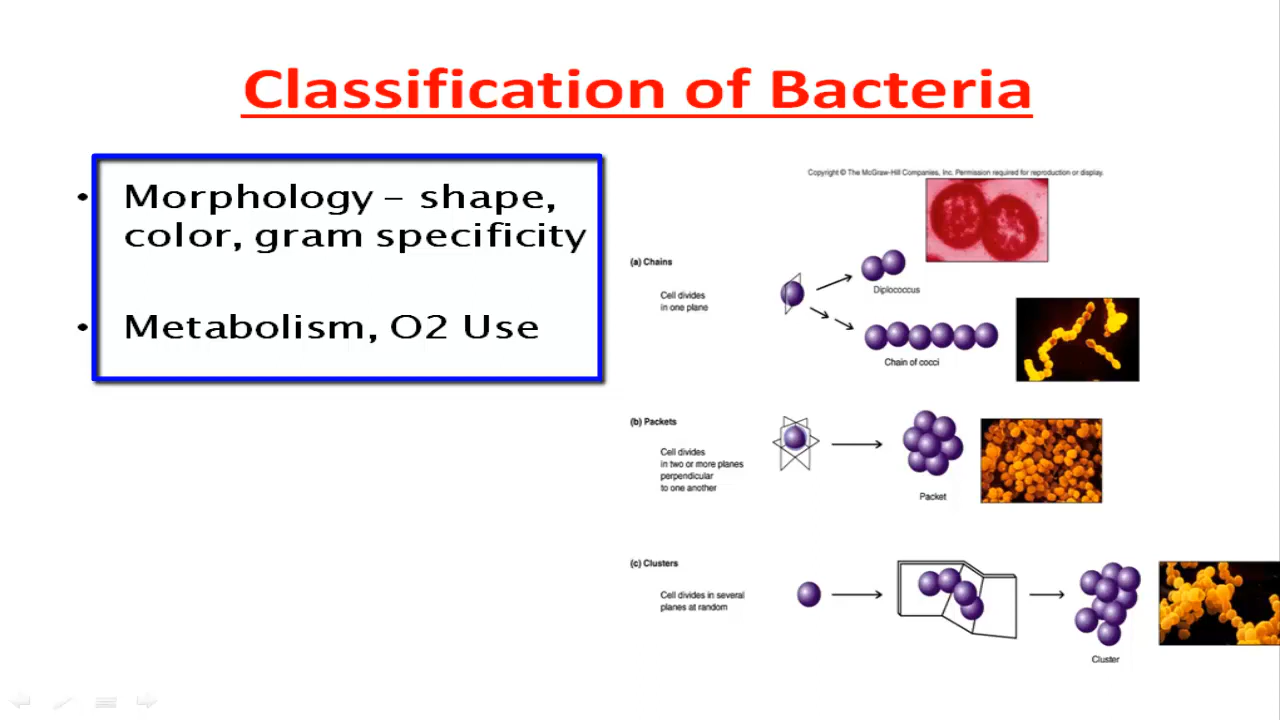 Classification of Bacteria
• Morphology – shape,
color, gram specificity
• Metabolism, O2 Use
Copyright © The McGraw-Hill Companies, Inc. Permission required for reproduction or display.
(a) Chains
Cell divides
in one plane
Diplococcus
Chain of cocci
(b) Packets
Cell divides
in two or more planes
perpendicular
to one another
Packet
(c) Clusters
Cell divides in several
planes at random
Cluster